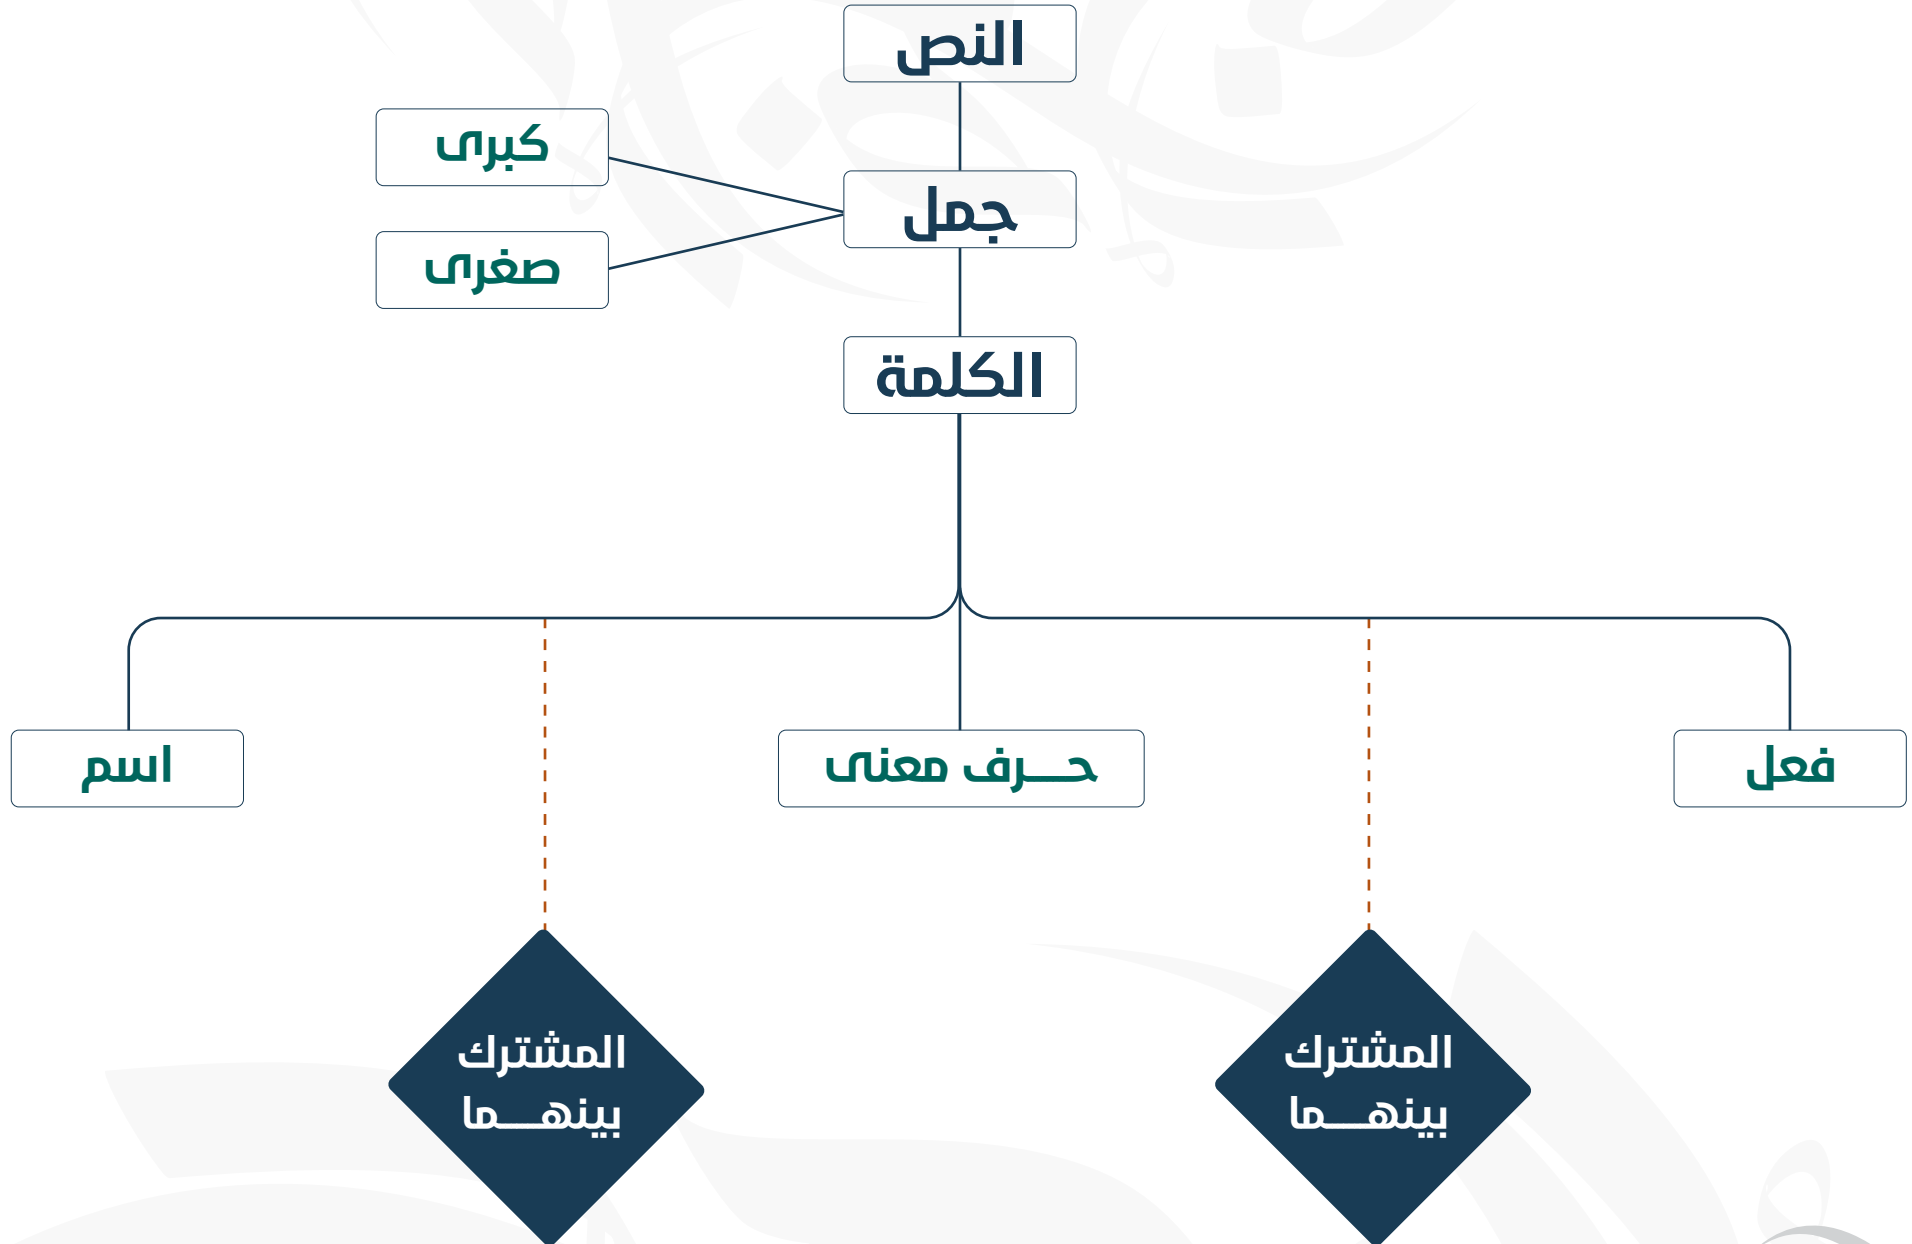 النص
كبرى
جمل
صغرى
الكلمة
فعل
حـــرف معنى
اسم
المشترك
بينهـــما
المشترك
بينهـــما